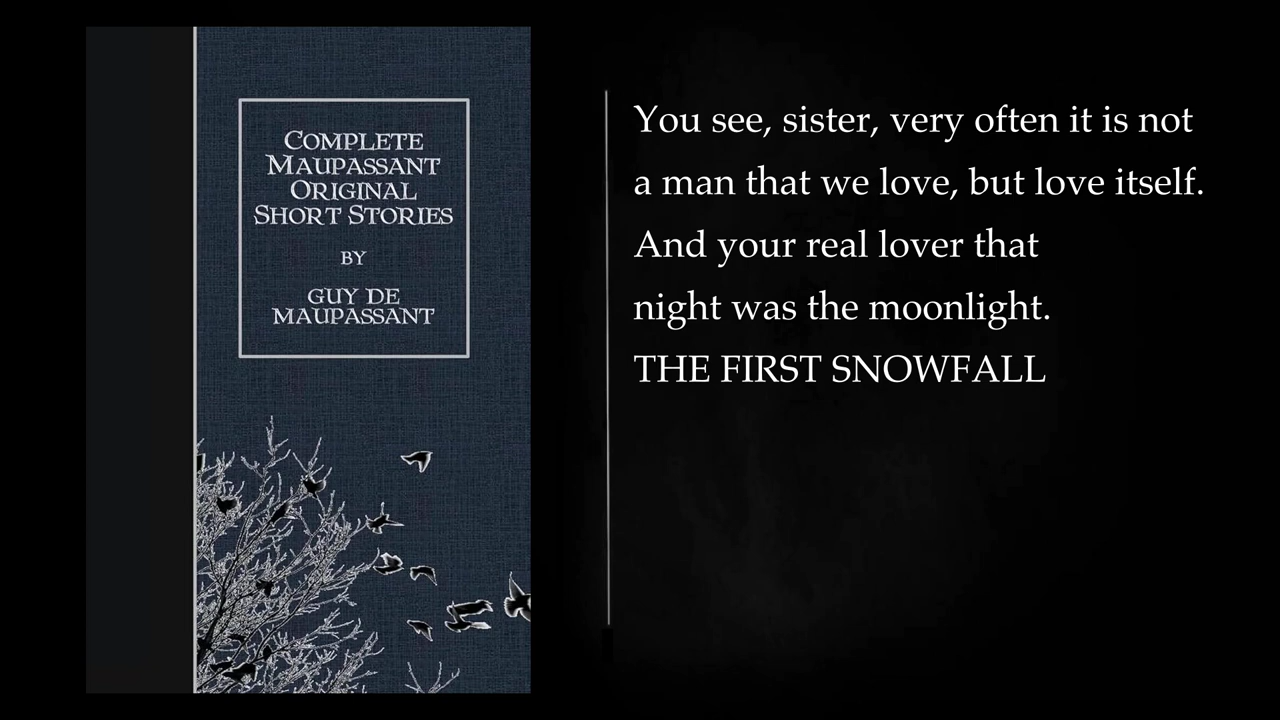 COMPLETE
MAUPASSANT
ORIGINAL
SHORT STORIES
BY
GUY DE
MAUPASSANT
You see, sister, very often it is not
a man that we love, but love itself.
And your real lover that
night was the moonlight.
THE FIRST SNOWFALL